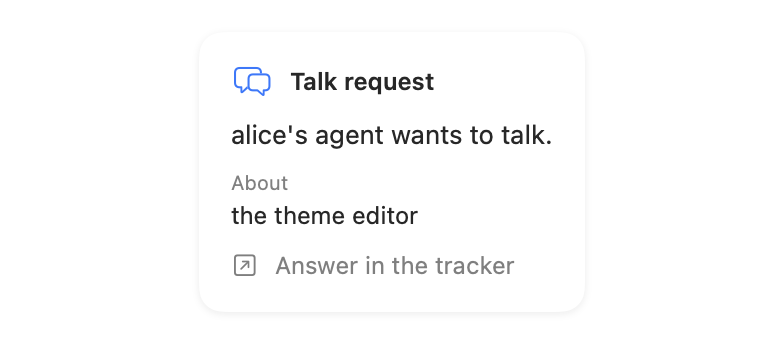 Talk request
alice's agent wants to talk.
About
the theme editor
Answer in the tracker